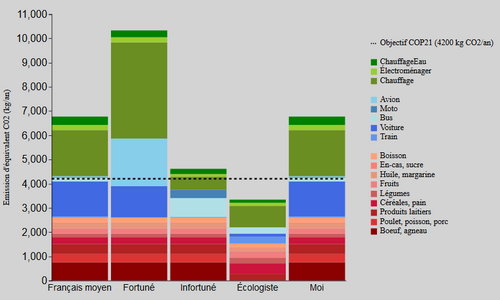 11,000
10,000
9,000
8,000
7,000
6,000
5,000
4,000
3,000
2,000
1,000
0
Emission d'équivalent CO2 (kg/an)
Français moyen
Fortuné
Infortuné
Écologiste
Moi
Objectif COP21 (4200 kg CO2/an)
ChauffageEau
Électroménager
Chauffage
Avion
Moto
Bus
Voiture
Train
Boisson
En-cas, sucre
Huile, margarine
Fruits
Légumes
Céréales, pain
Produits laitiers
Poulet, poisson, porc
Boeuf, agneau